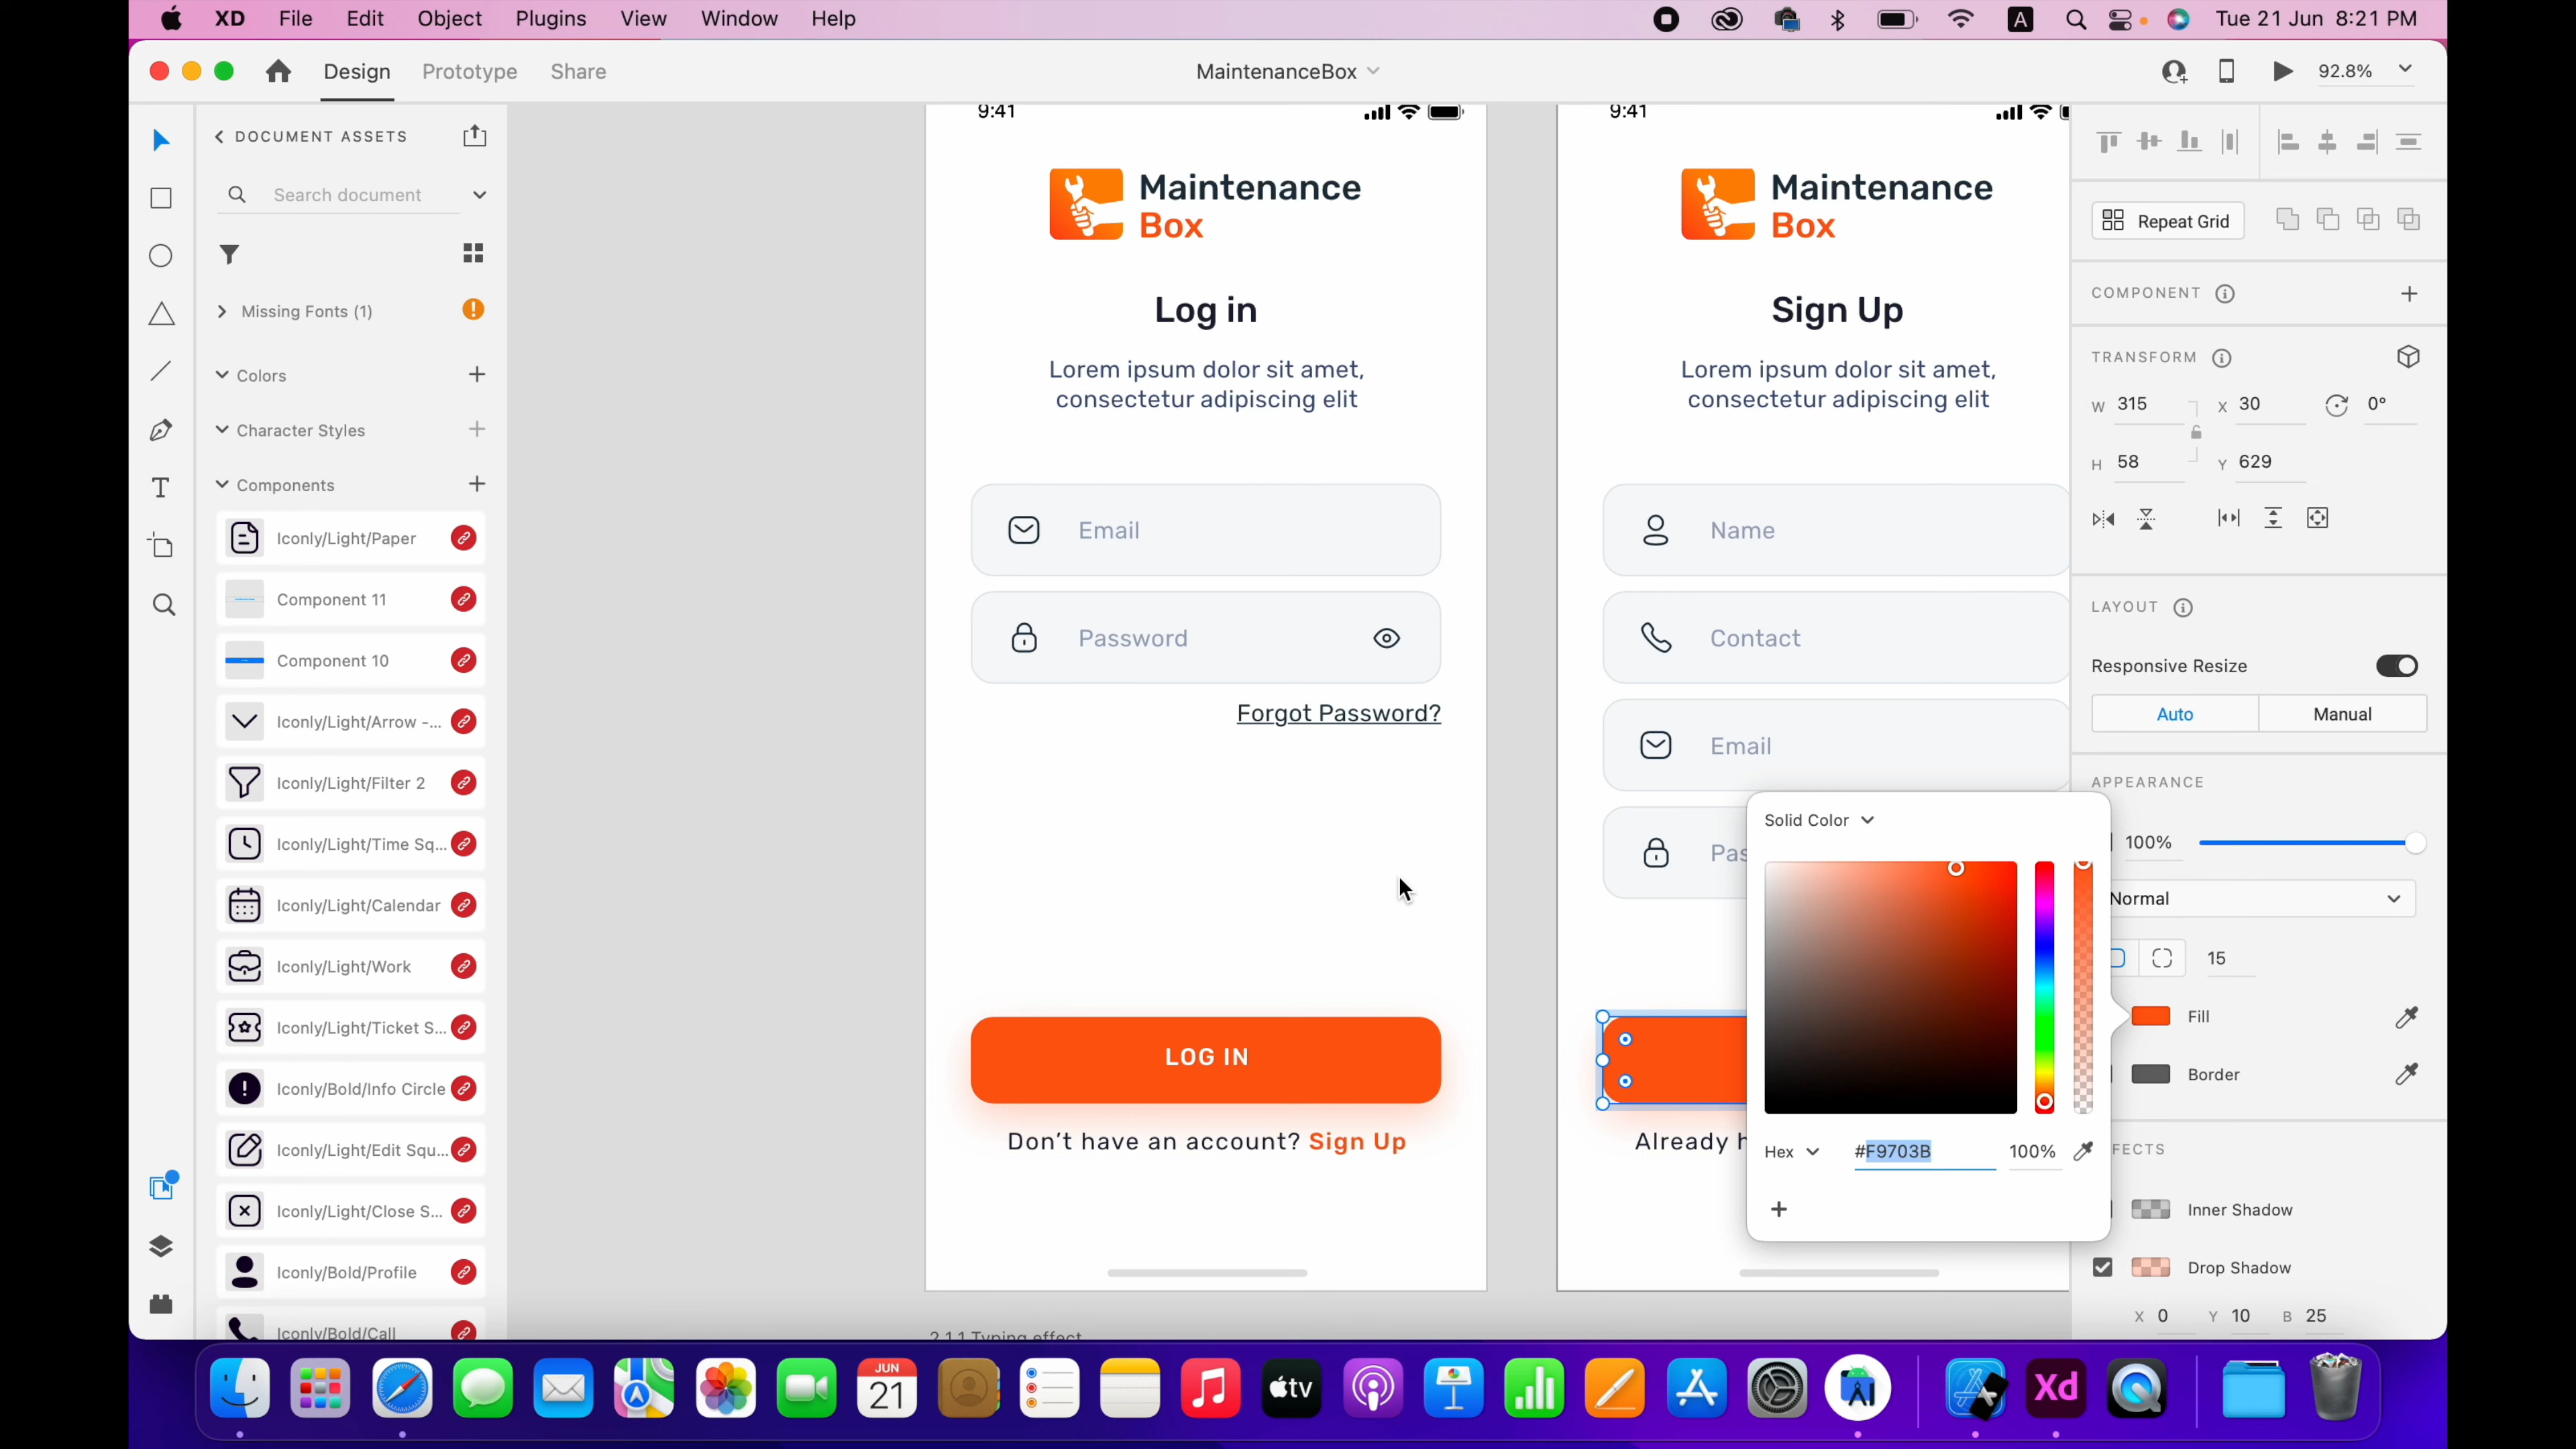 XD File Edit Object Plugins View Window Help
A Tue 21 Jun 8:21 PM
Design Prototype Share
MaintenanceBox
92.8%
DOCUMENT ASSETS
Search document
Missing Fonts (1)
Colors
Character Styles
Components
Iconly/Light/Paper
Component 11
Component 10
Iconly/Light/Arrow -...
Iconly/Light/Filter 2
Iconly/Light/Time Sq...
Iconly/Light/Calendar
Iconly/Light/Work
Iconly/Light/Ticket S...
Iconly/Bold/Info Circle
Iconly/Light/Edit Squ...
Iconly/Light/Close S...
Iconly/Bold/Profile
Iconly/Bold/Call
9:41
Maintenance
Box
Log in
Lorem ipsum dolor sit amet,
consectetur adipiscing elit
Email
Password
Forgot Password?
LOG IN
Don't have an account? Sign Up
2.1.1 Typing effect
9:41
Maintenance
Box
Sign Up
Lorem ipsum dolor sit amet,
consectetur adipiscing elit
Name
Contact
Email
Pas
Already h
Solid Color
Hex #F9703B 100%
Repeat Grid
COMPONENT
TRANSFORM
W 315 X 30 0°
H 58 Y 629
LAYOUT
Responsive Resize
Auto Manual
APPEARANCE
100%
Normal
15
Fill
Border
FECTS
Inner Shadow
Drop Shadow
X 0 Y 10 B 25
JUN
21
tv
Xd